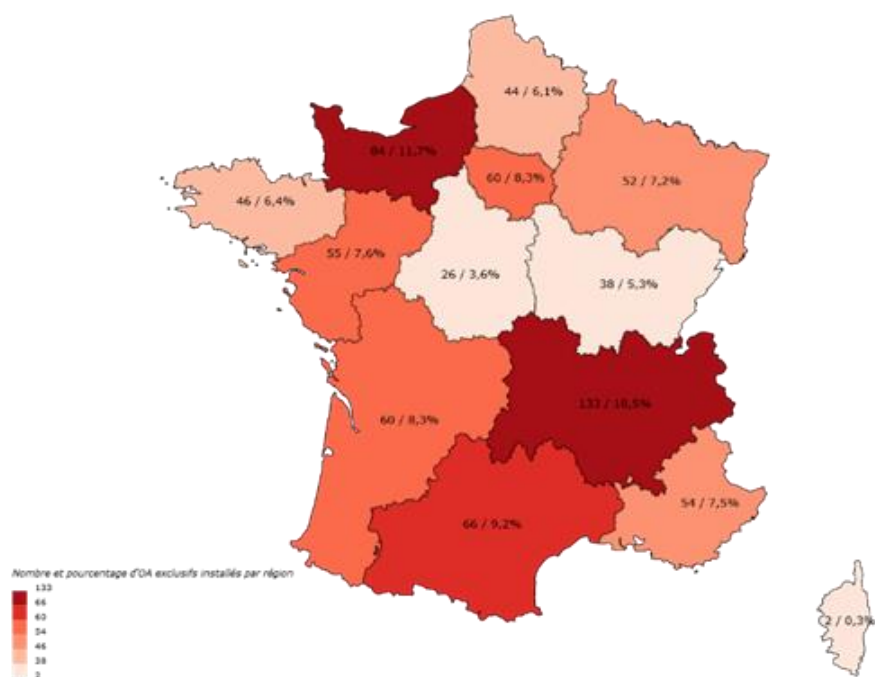 44 / 6,1%
84 / 11,7%
60 / 8,3%
52 / 7,2%
46 / 6,4%
55 / 7,6%
26 / 3,6%
38 / 5,3%
133 / 18,5%
60 / 8,3%
54 / 7,5%
66 / 9,2%
Nombre et pourcentage d'OA exclusifs installés par région
133
66
60
54
46
38
2
2 / 0,3%